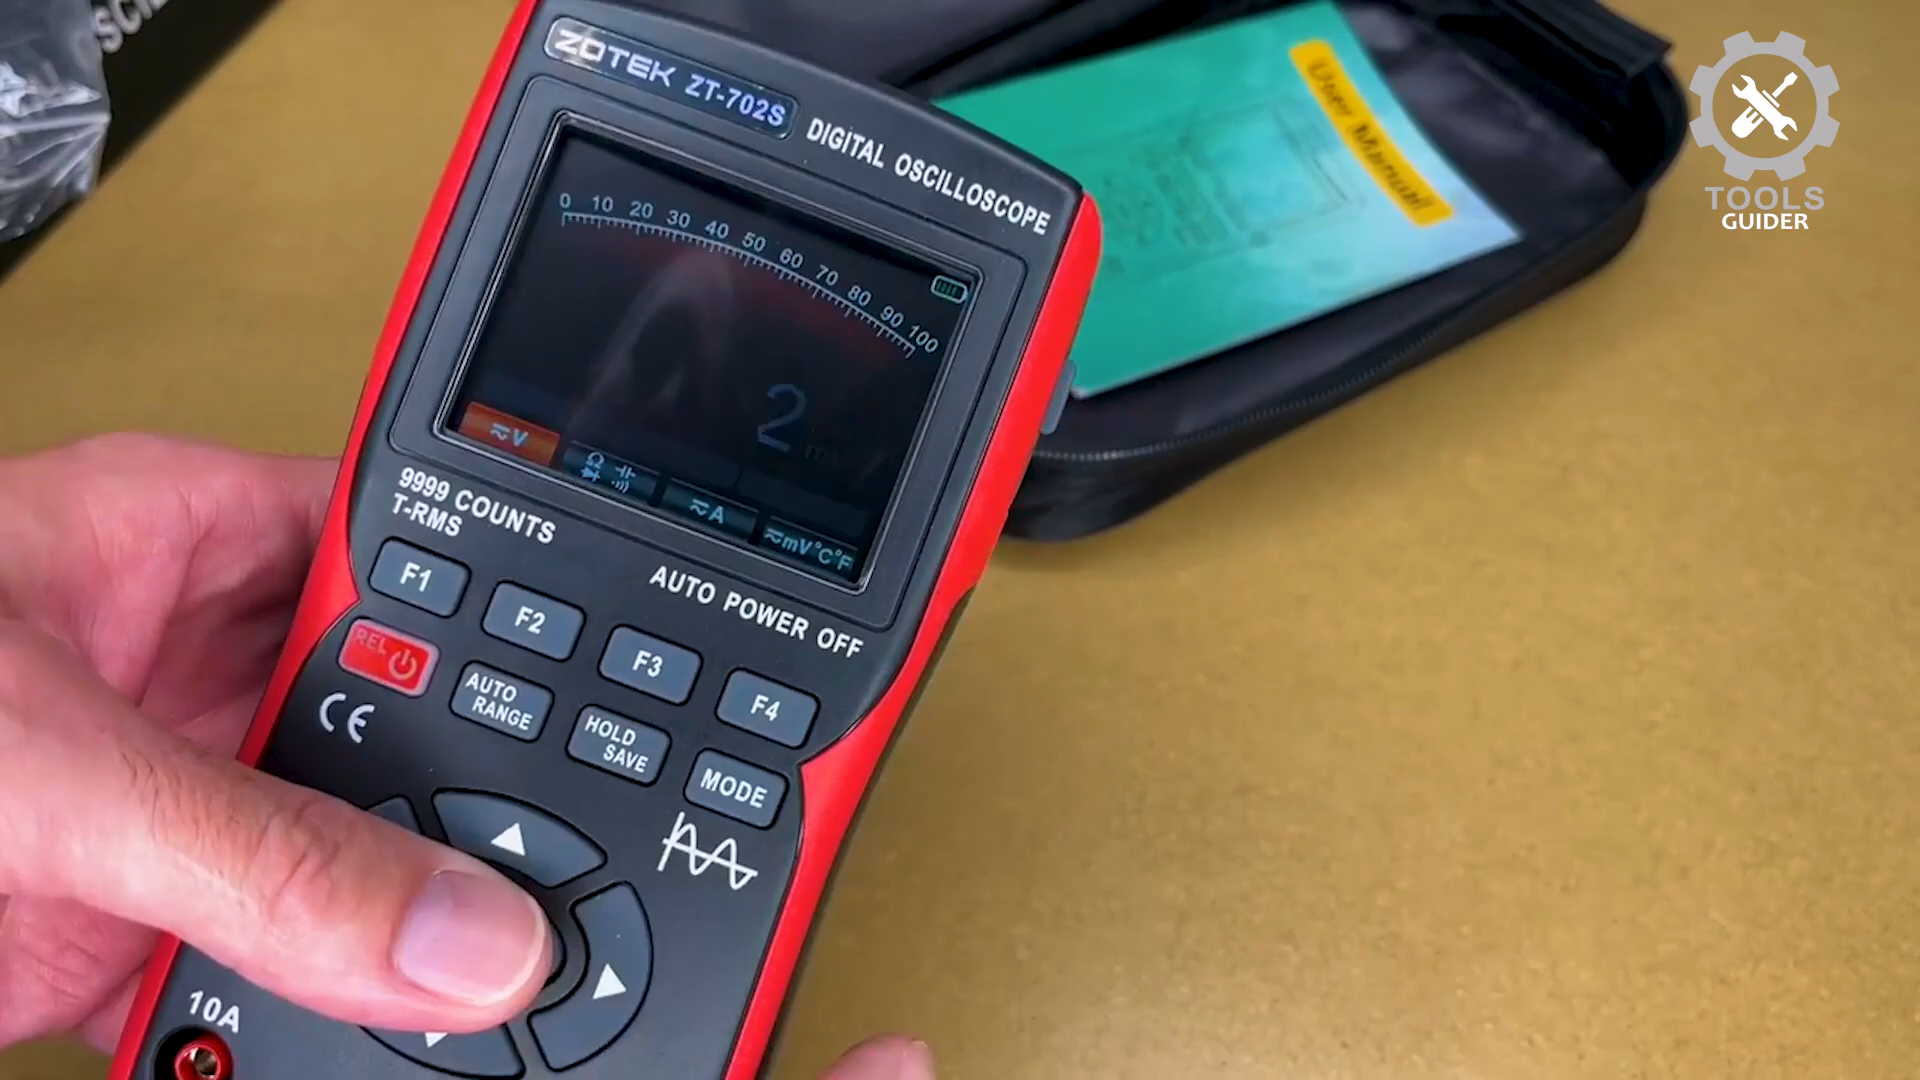 ZOTEK ZT-702S
DIGITAL OSCILLOSCOPE
User Manual
TOOLS
GUIDER
0 10 20 30 40 50 60 70 80 90 100
2
≂V
Ω
≂A
≂mV°C°F
9999 COUNTS
T-RMS
AUTO POWER OFF
F1
F2
F3
F4
REL
AUTO
RANGE
HOLD
SAVE
MODE
CE
10A